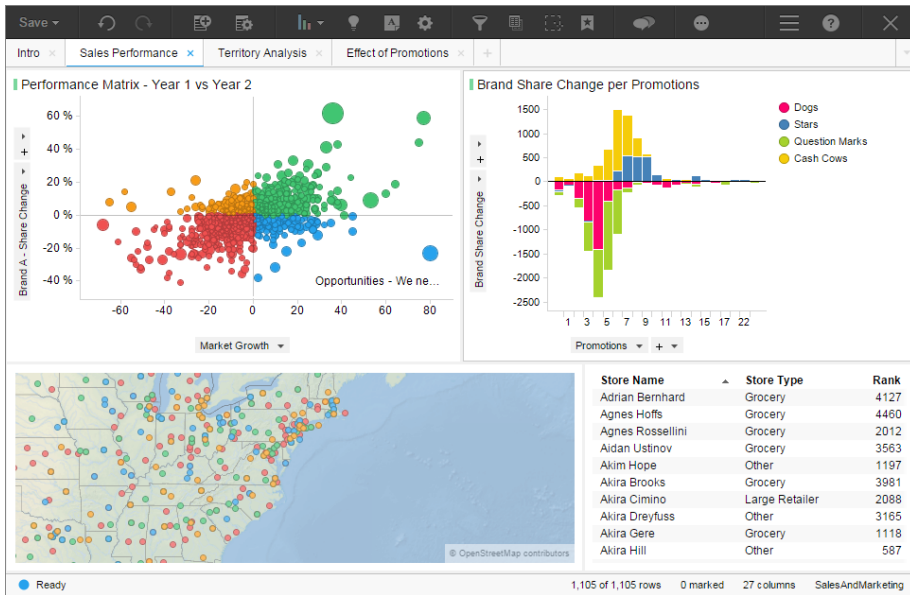 Save
Intro
Sales Performance
Territory Analysis
Effect of Promotions
Performance Matrix - Year 1 vs Year 2
60 %
40 %
20 %
0 %
-20 %
-40 %
Brand A - Share Change
-60
-40
-20
0
20
40
60
80
Opportunities - We ne...
Market Growth
Brand Share Change per Promotions
1500
1000
500
0
-500
-1000
-1500
-2000
-2500
Brand Share Change
1 3 5 7 9 11 13 15 17 22
Promotions
Dogs
Stars
Question Marks
Cash Cows
© OpenStreetMap contributors
Store Name Store Type Rank
Adrian Bernhard Grocery 4127
Agnes Hoffs Grocery 4460
Agnes Rossellini Grocery 2012
Aidan Ustinov Grocery 3563
Akim Hope Other 1197
Akira Brooks Grocery 3981
Akira Cimino Large Retailer 2088
Akira Dreyfuss Other 3165
Akira Gere Grocery 1118
Akira Hill Other 587
Ready
1,105 of 1,105 rows 0 marked 27 columns SalesAndMarketing